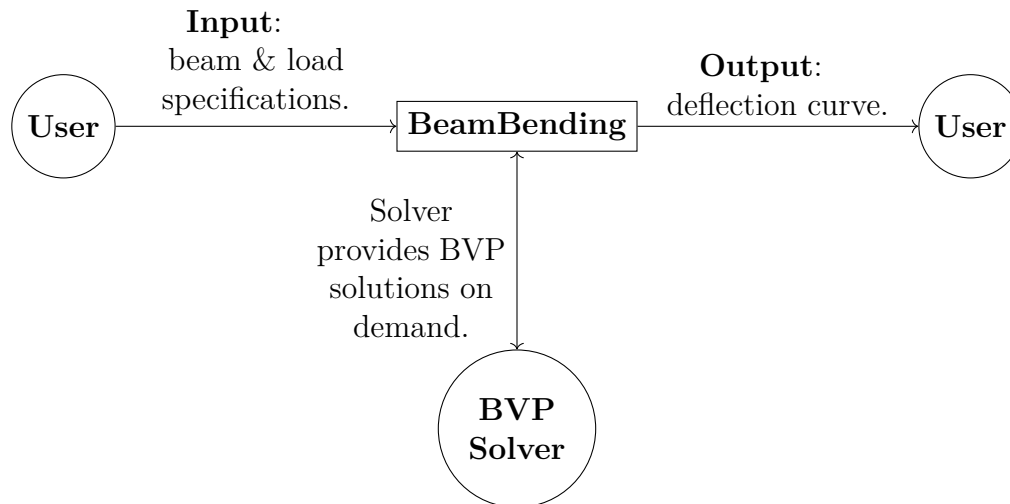 Input:
beam & load
specifications.
Output:
deflection curve.
User
BeamBending
User
Solver
provides BVP
solutions on
demand.
BVP
Solver